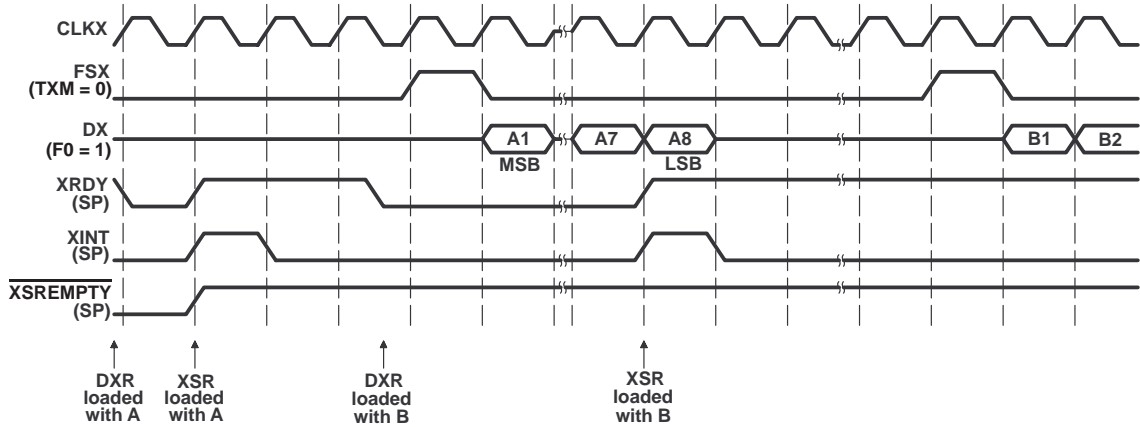 CLKX
FSX
(TXM = 0)
DX
(F0 = 1)
A1
A7
A8
B1
B2
MSB
LSB
XRDY
(SP)
XINT
(SP)
XSREMPTY
(SP)
DXR
loaded
with A
XSR
loaded
with A
DXR
loaded
with B
XSR
loaded
with B